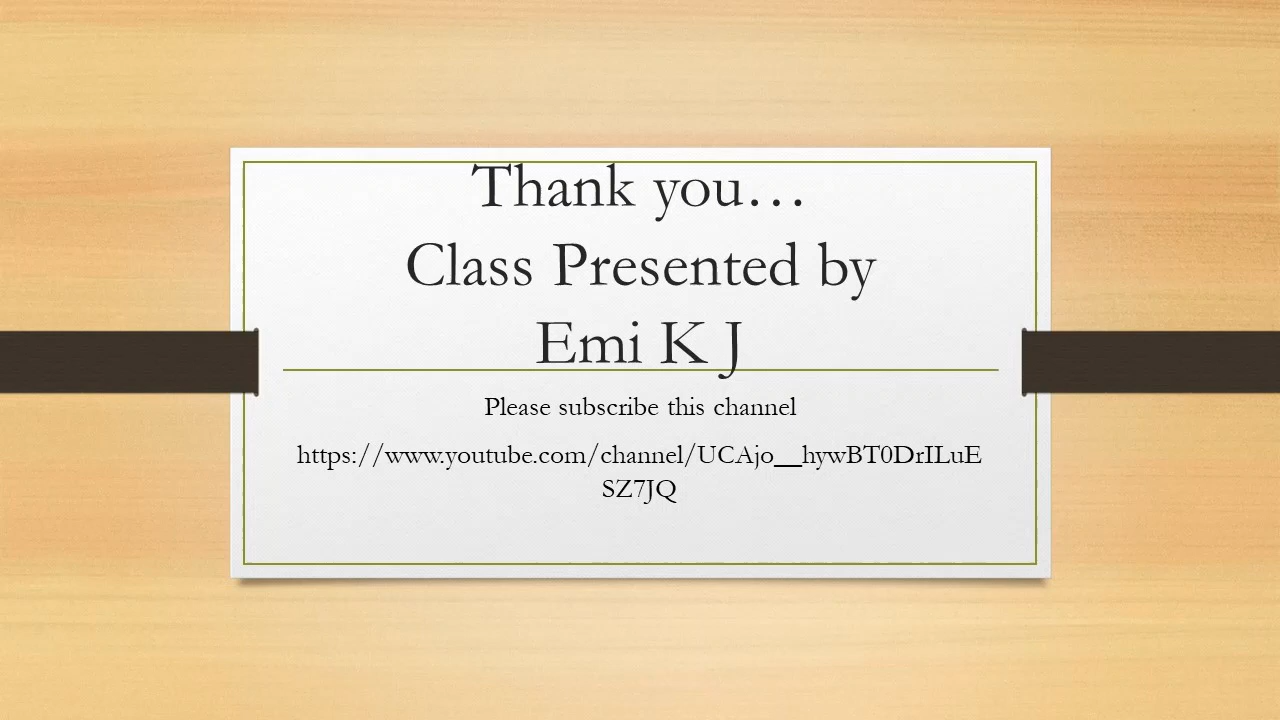 Thank you…
Class Presented by
Emi K J
Please subscribe this channel
https://www.youtube.com/channel/UCAjo__hywBT0DrILuE
SZ7JQ